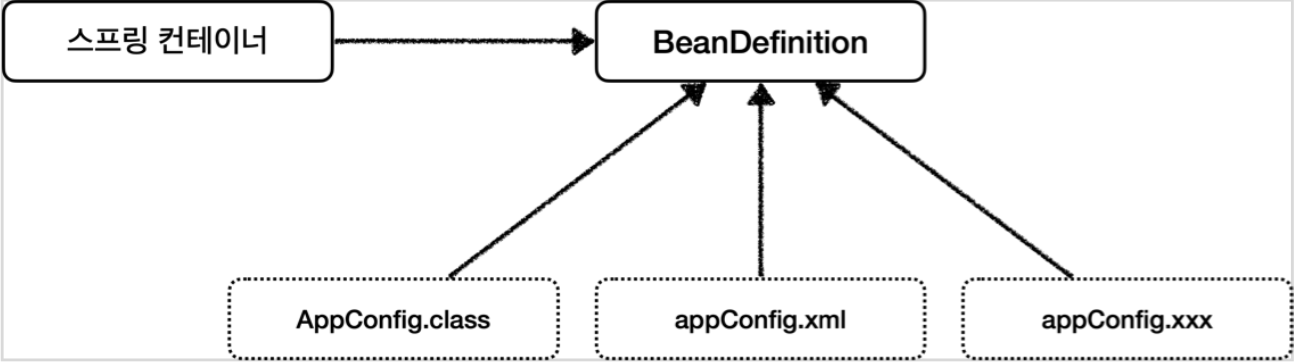 스프링 컨테이너
BeanDefinition
AppConfig.class
appConfig.xml
appConfig.xxx